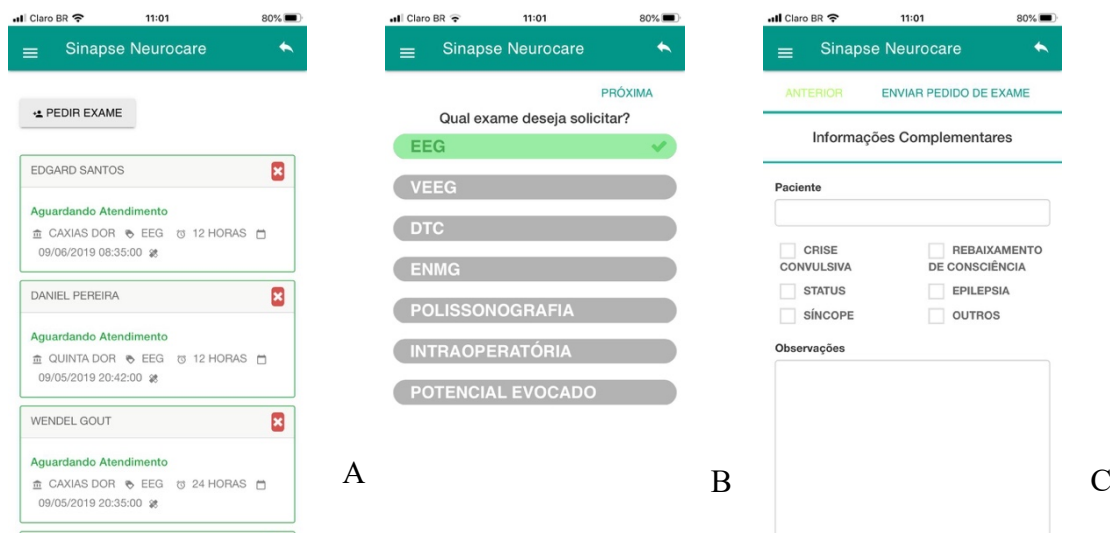 Claro BR 11:01 80%
Sinapse Neurocare
PEDIR EXAME
EDGARD SANTOS
Aguardando Atendimento
CAXIAS DOR EEG 12 HORAS
09/06/2019 08:35:00
DANIEL PEREIRA
Aguardando Atendimento
QUINTA DOR EEG 12 HORAS
09/05/2019 20:42:00
WENDEL GOUT
Aguardando Atendimento
CAXIAS DOR EEG 24 HORAS
09/05/2019 20:35:00
A
Claro BR 11:01 80%
Sinapse Neurocare
PRÓXIMA
Qual exame deseja solicitar?
EEG
VEEG
DTC
ENMG
POLISSONOGRAFIA
INTRAOPERATÓRIA
POTENCIAL EVOCADO
B
Claro BR 11:01 80%
Sinapse Neurocare
ANTERIOR ENVIAR PEDIDO DE EXAME
Informações Complementares
Paciente
CRISE CONVULSIVA
REBAIXAMENTO DE CONSCIÊNCIA
STATUS EPILEPSIA
SÍNCOPE OUTROS
Observações
C